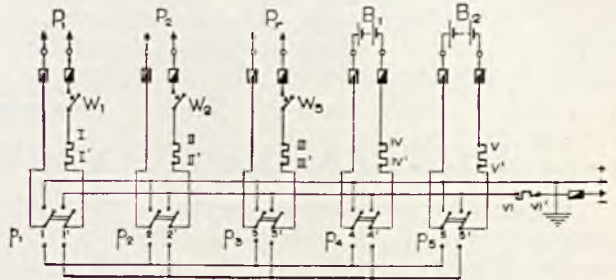 P₁ P₂ Pᵣ B₁ B₂
W₁ W₂ W₃
I II III IV V
I' II' III' IV' V'
+
VI VI' −
P₁ 1 1' P₂ 2 2' P₃ 3 3' P₄ 4 4' P₅ 5 5'